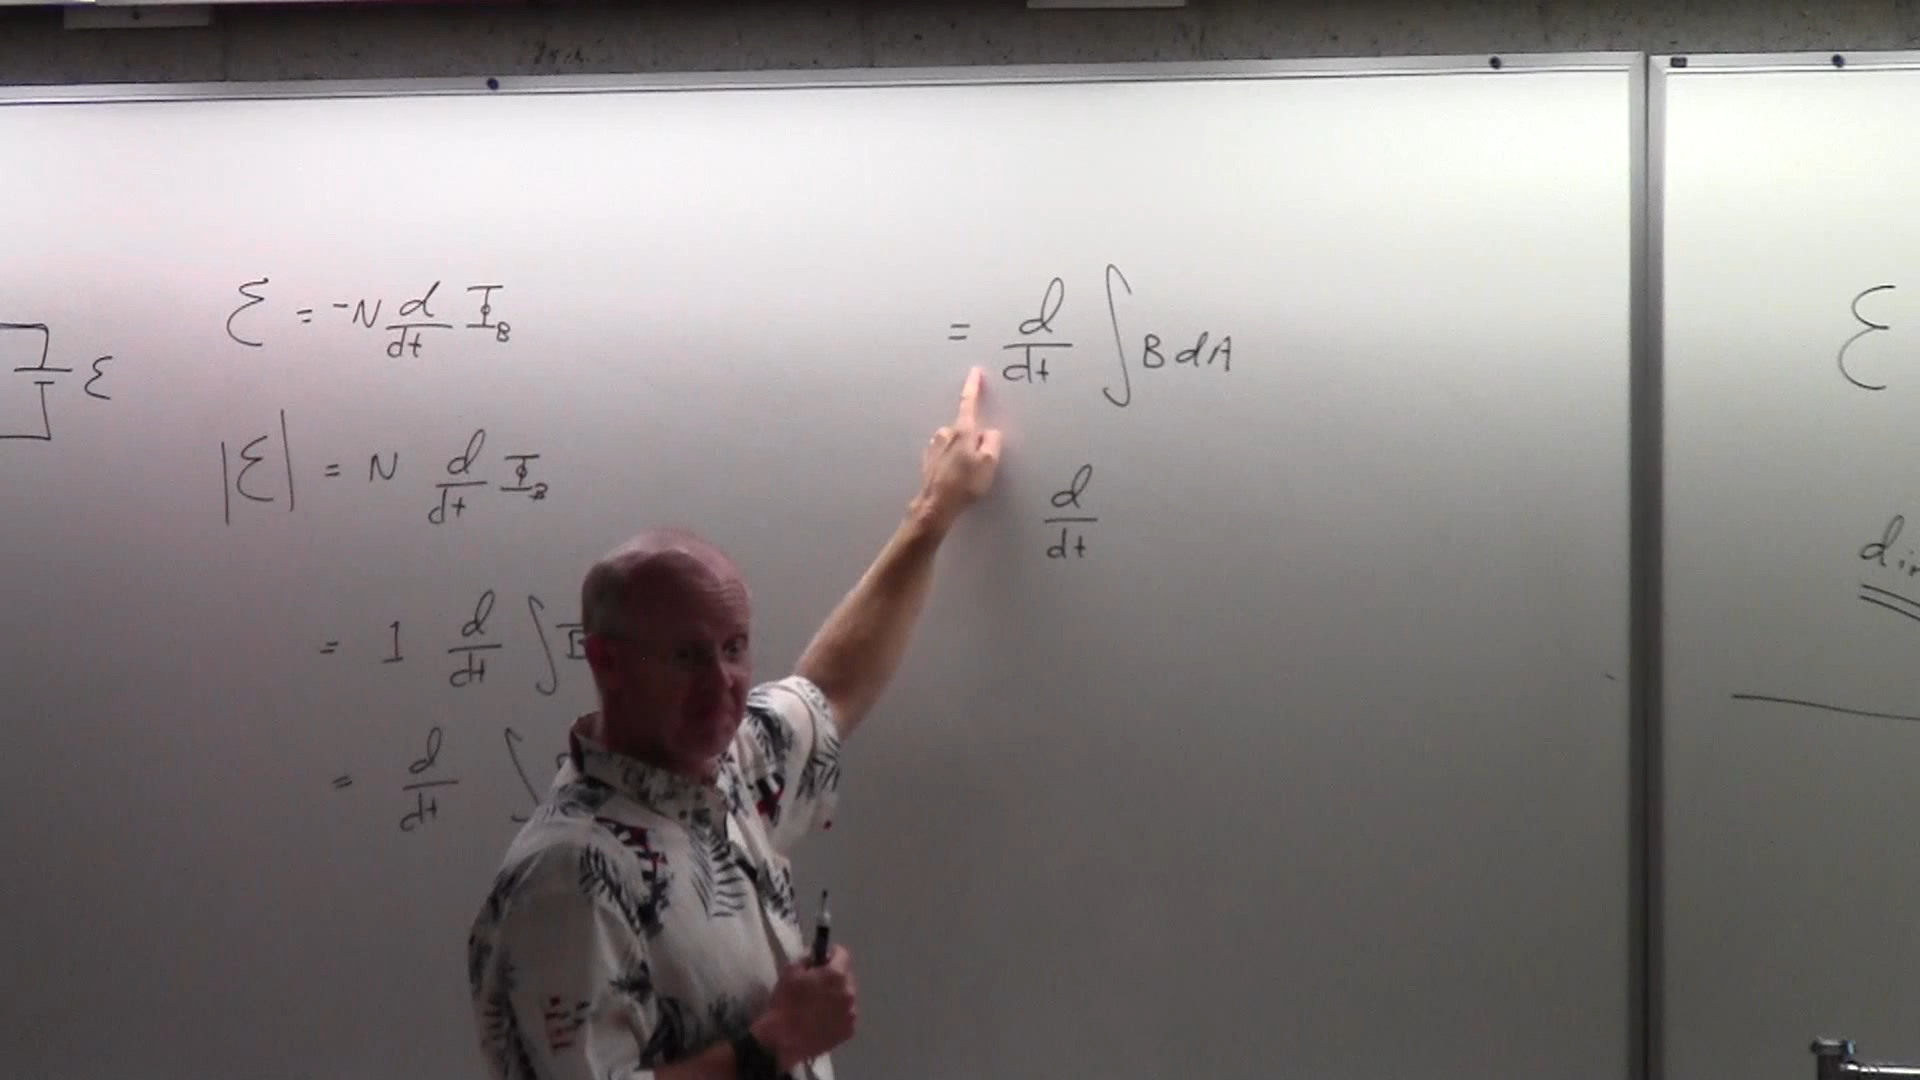 ℰ
ℰ = -N d/dt Φ_B
|ℰ| = N d/dt Φ_B
= 1 d/dt ∫ B
= d/dt ∫
= d/dt ∫ B dA
d/dt
ℰ